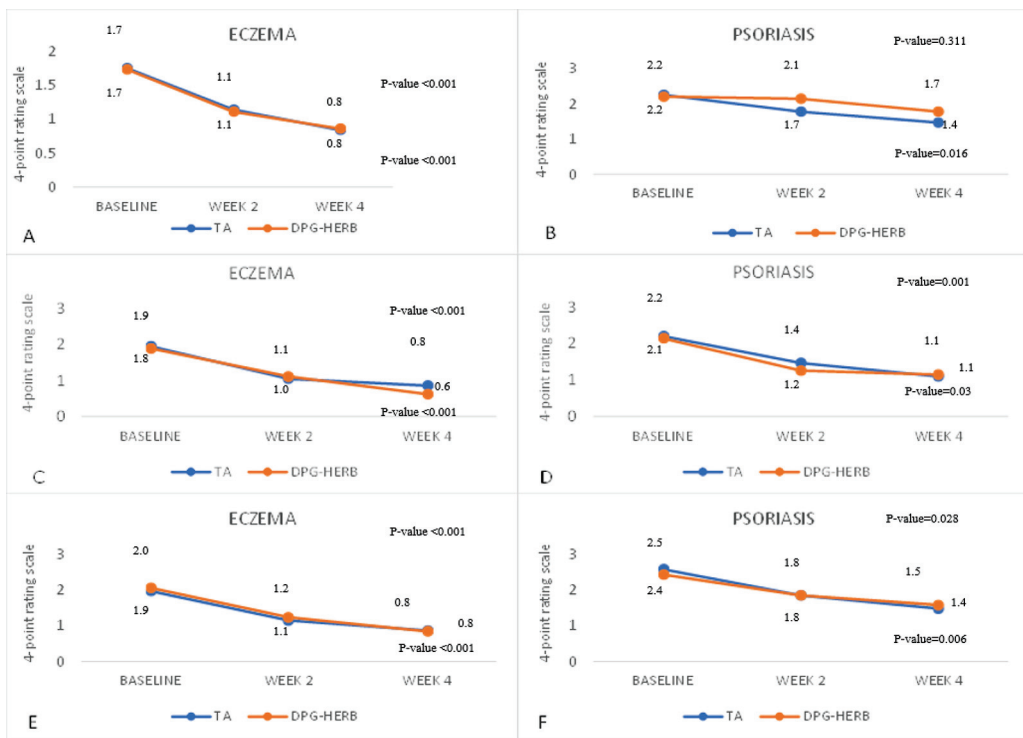 ECZEMA
4-point rating scale
2
1.5
1
0.5
0
1.7
1.7
1.1
1.1
0.8
0.8
P-value <0.001
P-value <0.001
BASELINE WEEK 2 WEEK 4
TA DPG-HERB
A
PSORIASIS
4-point rating scale
3
2
1
0
2.2
2.2
2.1
1.7
1.7
1.4
P-value=0.311
P-value=0.016
BASELINE WEEK 2 WEEK 4
TA DPG-HERB
B
ECZEMA
4-point rating scale
3
2
1
0
1.9
1.8
1.1
1.0
0.8
0.6
P-value <0.001
P-value <0.001
BASELINE WEEK 2 WEEK 4
TA DPG-HERB
C
PSORIASIS
4-point rating scale
3
2
1
0
2.2
2.1
1.4
1.2
1.1
1.1
P-value=0.001
P-value=0.03
BASELINE WEEK 2 WEEK 4
TA DPG-HERB
D
ECZEMA
4-point rating scale
3
2
1
0
2.0
1.9
1.2
1.1
0.8
0.8
P-value <0.001
P-value <0.001
BASELINE WEEK 2 WEEK 4
TA DPG-HERB
E
PSORIASIS
4-point rating scale
3
2
1
0
2.5
2.4
1.8
1.8
1.5
1.4
P-value=0.028
P-value=0.006
BASELINE WEEK 2 WEEK 4
TA DPG-HERB
F